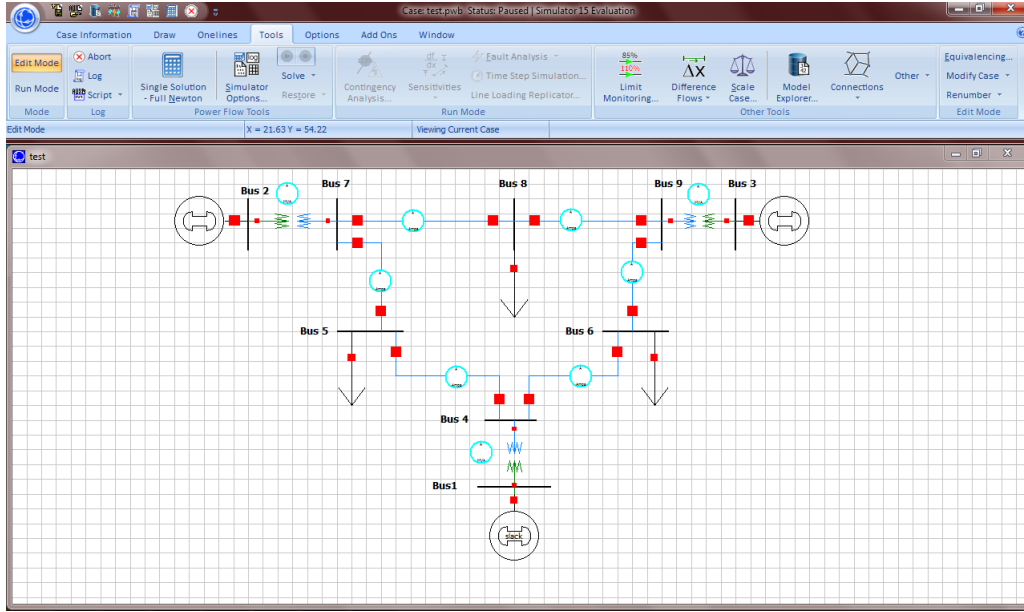 Case: test.pwb Status: Paused | Simulator 15 Evaluation
Case Information Draw Onelines Tools Options Add Ons Window
Edit Mode
Run Mode
Mode
Abort
Log
Script
Log
Single Solution
- Full Newton
Simulator
Options...
Solve
Restore
Power Flow Tools
Contingency
Analysis...
Sensitivities
Fault Analysis
Time Step Simulation...
Line Loading Replicator...
Run Mode
85%
110%
Limit
Monitoring...
Δx
Difference
Flows
Scale
Case...
Model
Explorer...
Connections
Other
Other Tools
Equivalencing...
Modify Case
Renumber
Edit Mode
Edit Mode X = 21.63 Y = 54.22 Viewing Current Case
test
Bus 2 Bus 7 Bus 8 Bus 9 Bus 3
Bus 5 Bus 6
Bus 4
Bus1
slack